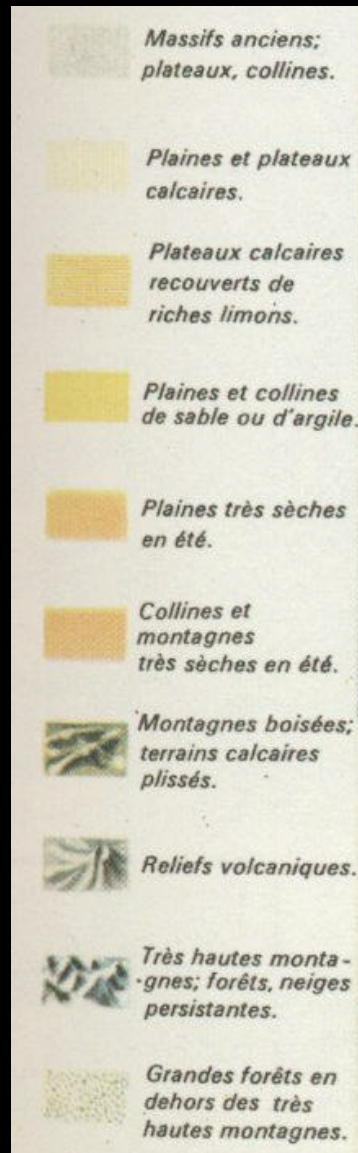 Massifs anciens;
plateaux, collines.
Plaines et plateaux
calcaires.
Plateaux calcaires
recouverts de
riches limons.
Plaines et collines
de sable ou d'argile.
Plaines très sèches
en été.
Collines et
montagnes
très sèches en été.
Montagnes boisées;
terrains calcaires
plissés.
Reliefs volcaniques.
Très hautes monta-
gnes; forêts, neiges
persistantes.
Grandes forêts en
dehors des très
hautes montagnes.